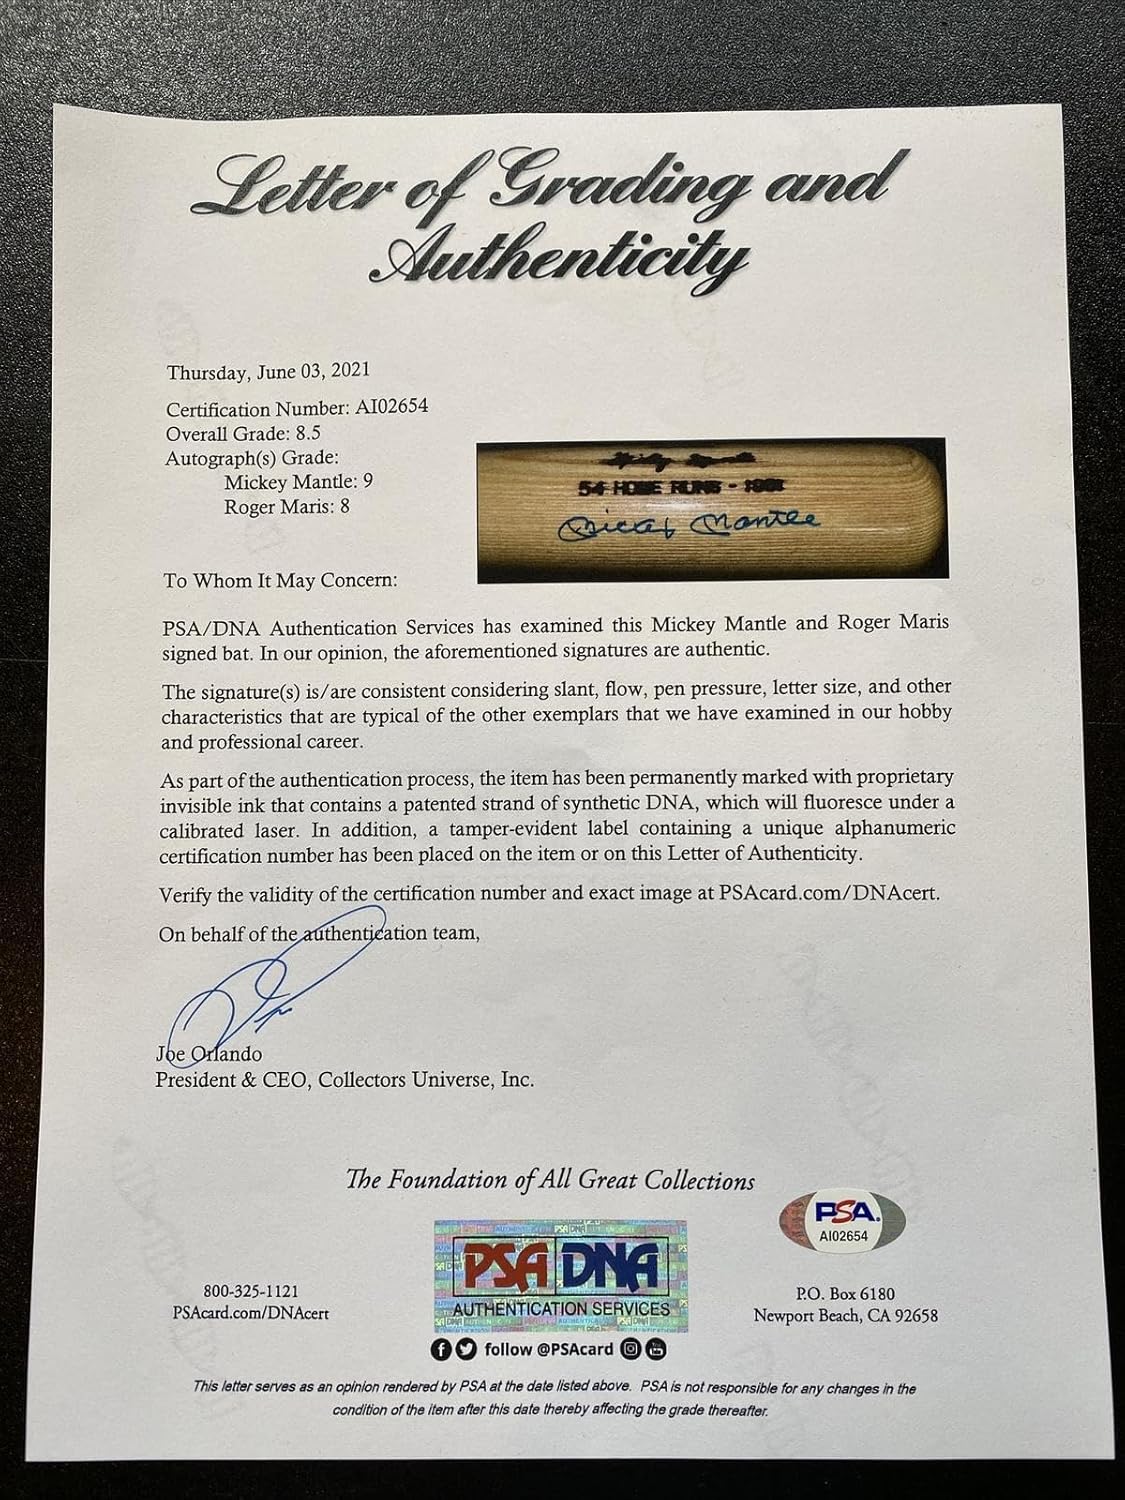 Letter of Grading and
Authenticity
Thursday, June 03, 2021
Certification Number: AI02654
Overall Grade: 8.5
Autograph(s) Grade:
Mickey Mantle: 9
Roger Maris: 8
54 HOME RUNS - 1961
Mickey Mantle
To Whom It May Concern:
PSA/DNA Authentication Services has examined this Mickey Mantle and Roger Maris
signed bat. In our opinion, the aforementioned signatures are authentic.
The signature(s) is/are consistent considering slant, flow, pen pressure, letter size, and other
characteristics that are typical of the other exemplars that we have examined in our hobby
and professional career.
As part of the authentication process, the item has been permanently marked with proprietary
invisible ink that contains a patented strand of synthetic DNA, which will fluoresce under a
calibrated laser. In addition, a tamper-evident label containing a unique alphanumeric
certification number has been placed on the item or on this Letter of Authenticity.
Verify the validity of the certification number and exact image at PSAcard.com/DNAcert.
On behalf of the authentication team,
Joe Orlando
President & CEO, Collectors Universe, Inc.
The Foundation of All Great Collections
PSA.
AI02654
PSA DNA
AUTHENTICATION SERVICES
800-325-1121
PSAcard.com/DNAcert
P.O. Box 6180
Newport Beach, CA 92658
follow @PSAcard
This letter serves as an opinion rendered by PSA at the date listed above. PSA is not responsible for any changes in the
condition of the item after this date thereby affecting the grade thereafter.